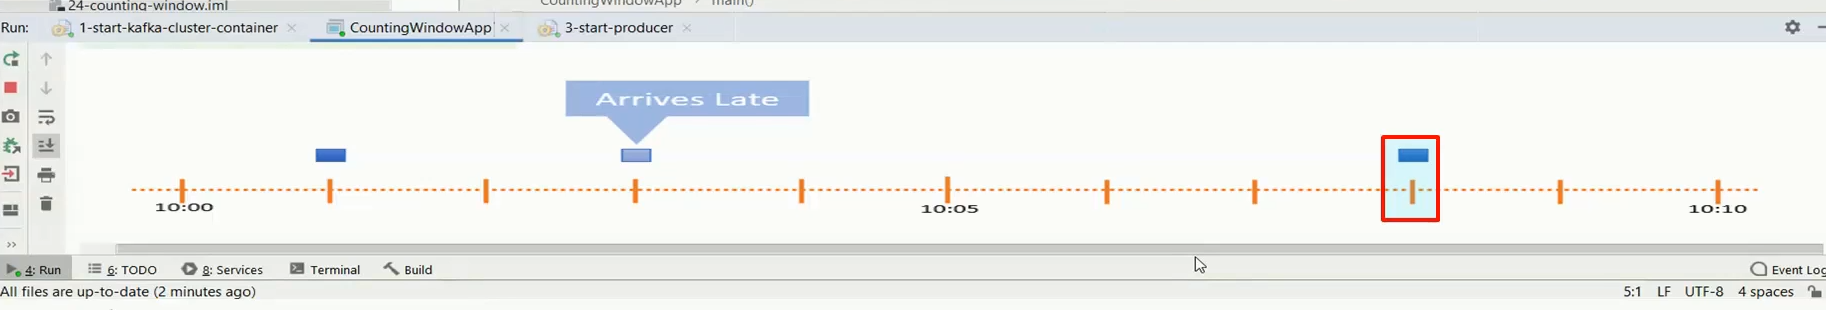 24-counting-window.iml
CountingWindowApp > main()
Run: 1-start-kafka-cluster-container × CountingWindowApp × 3-start-producer ×
Arrives Late
10:00 10:05 10:10
>>
4: Run 6: TODO 8: Services Terminal Build Event Log
All files are up-to-date (2 minutes ago) 5:1 LF UTF-8 4 spaces